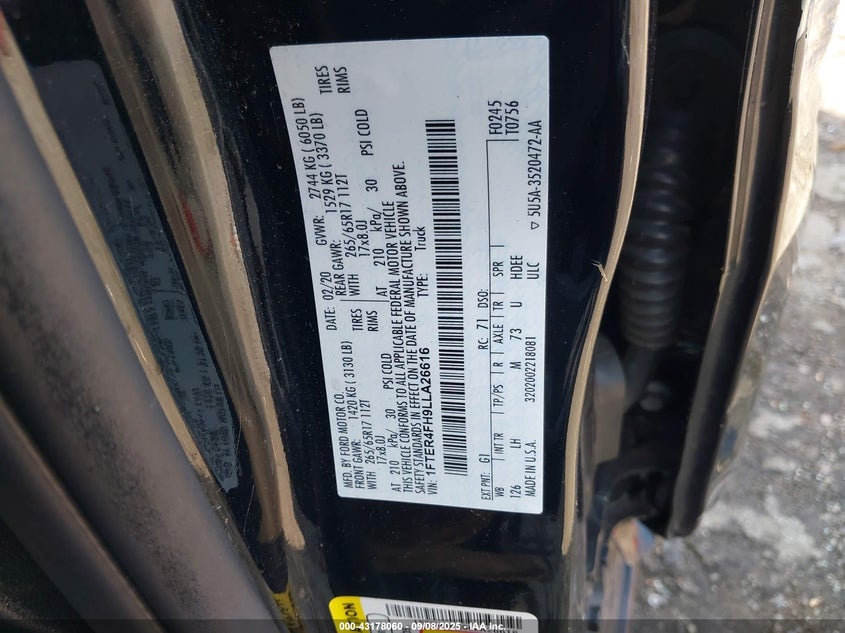 MFD. BY FORD MOTOR CO. DATE: 02/20 GVWR: 2744 KG ( 6050 LB)
FRONT GAWR: 1420 KG ( 3130 LB) REAR GAWR: 1529 KG ( 3370 LB)
WITH 265/65R17 112T TIRES WITH 265/65R17 112T TIRES
17x8.0J RIMS 17x8.0J RIMS
AT 210 kPa/ 30 PSI COLD AT 210 kPa/ 30 PSI COLD
THIS VEHICLE CONFORMS TO ALL APPLICABLE FEDERAL MOTOR VEHICLE
SAFETY STANDARDS IN EFFECT ON THE DATE OF MANUFACTURE SHOWN ABOVE.
VIN: 1FTER4FH9LLA26616 TYPE: Truck
F0245
T0756
EXT PNT: G1 RC: 71 DSO:
WB INT TR TP/PS R AXLE TR SPR
126 LH M 73 U HDEE
MADE IN U.S.A. 3202002218081 ULC
▽ 5U5A-3520472-AA
000-43178060 - 09/08/2025 - IAA Inc.